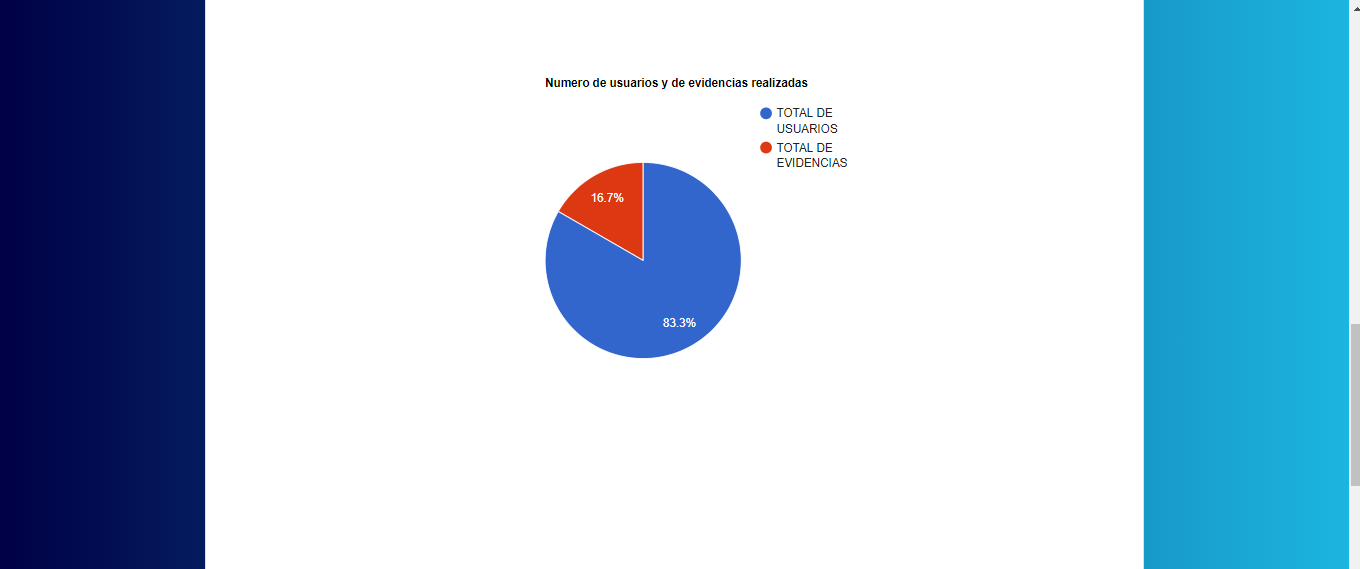 Numero de usuarios y de evidencias realizadas
TOTAL DE
USUARIOS
TOTAL DE
EVIDENCIAS
16.7%
83.3%